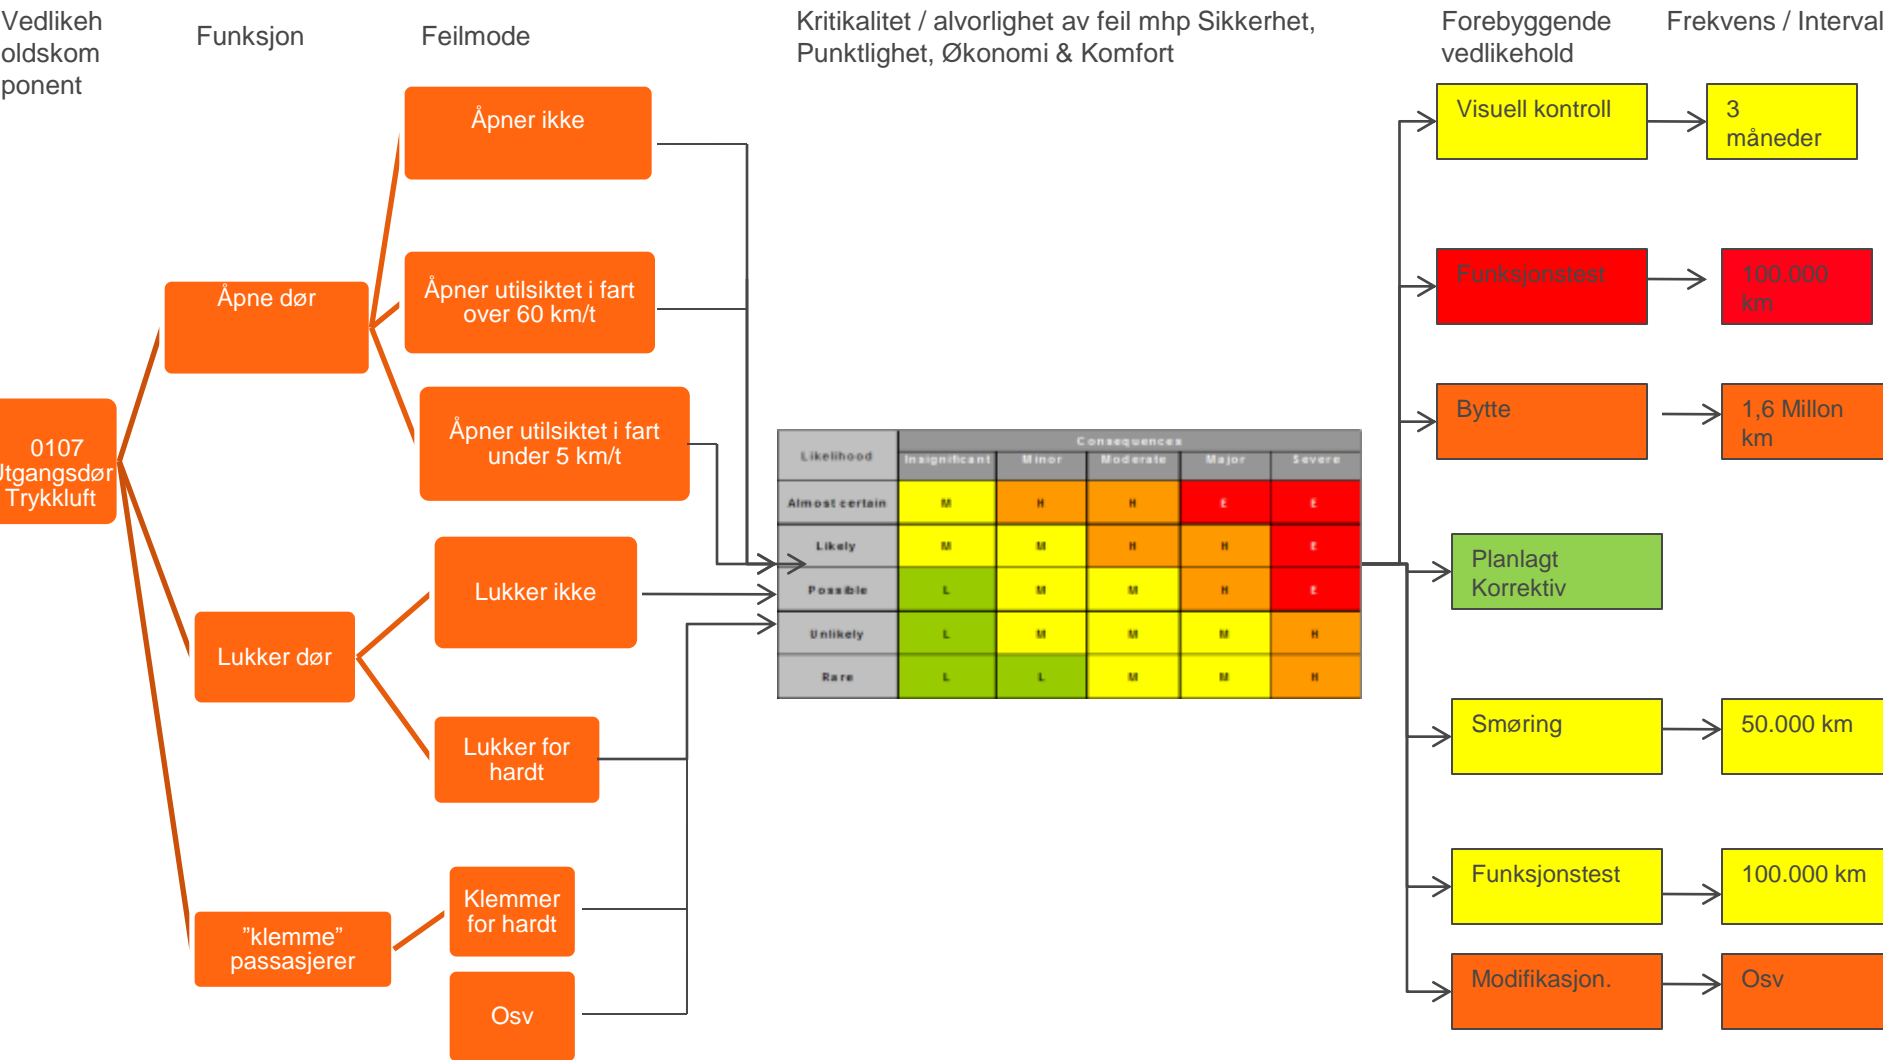 Vedlikeh
oldskom
ponent
Funksjon
Feilmode
Kritikalitet / alvorlighet av feil mhp Sikkerhet,
Punktlighet, Økonomi & Komfort
Forebyggende
vedlikehold
Frekvens / Interval
0107
Utgangsdør
Trykkluft
Åpne dør
Lukker dør
”klemme”
passasjerer
Åpner ikke
Åpner utilsiktet i fart
over 60 km/t
Åpner utilsiktet i fart
under 5 km/t
Lukker ikke
Lukker for
hardt
Klemmer
for hardt
Osv
Likelihood
Consequences
Insignificant Minor Moderate Major Severe
Almost certain M H H E E
Likely M M H H E
Possible L M M H E
Unlikely L M M M H
Rare L L M M H
Visuell kontroll
3
måneder
Funksjonstest
100.000
km
Bytte
1,6 Millon
km
Planlagt
Korrektiv
Smøring
50.000 km
Funksjonstest
100.000 km
Modifikasjon.
Osv